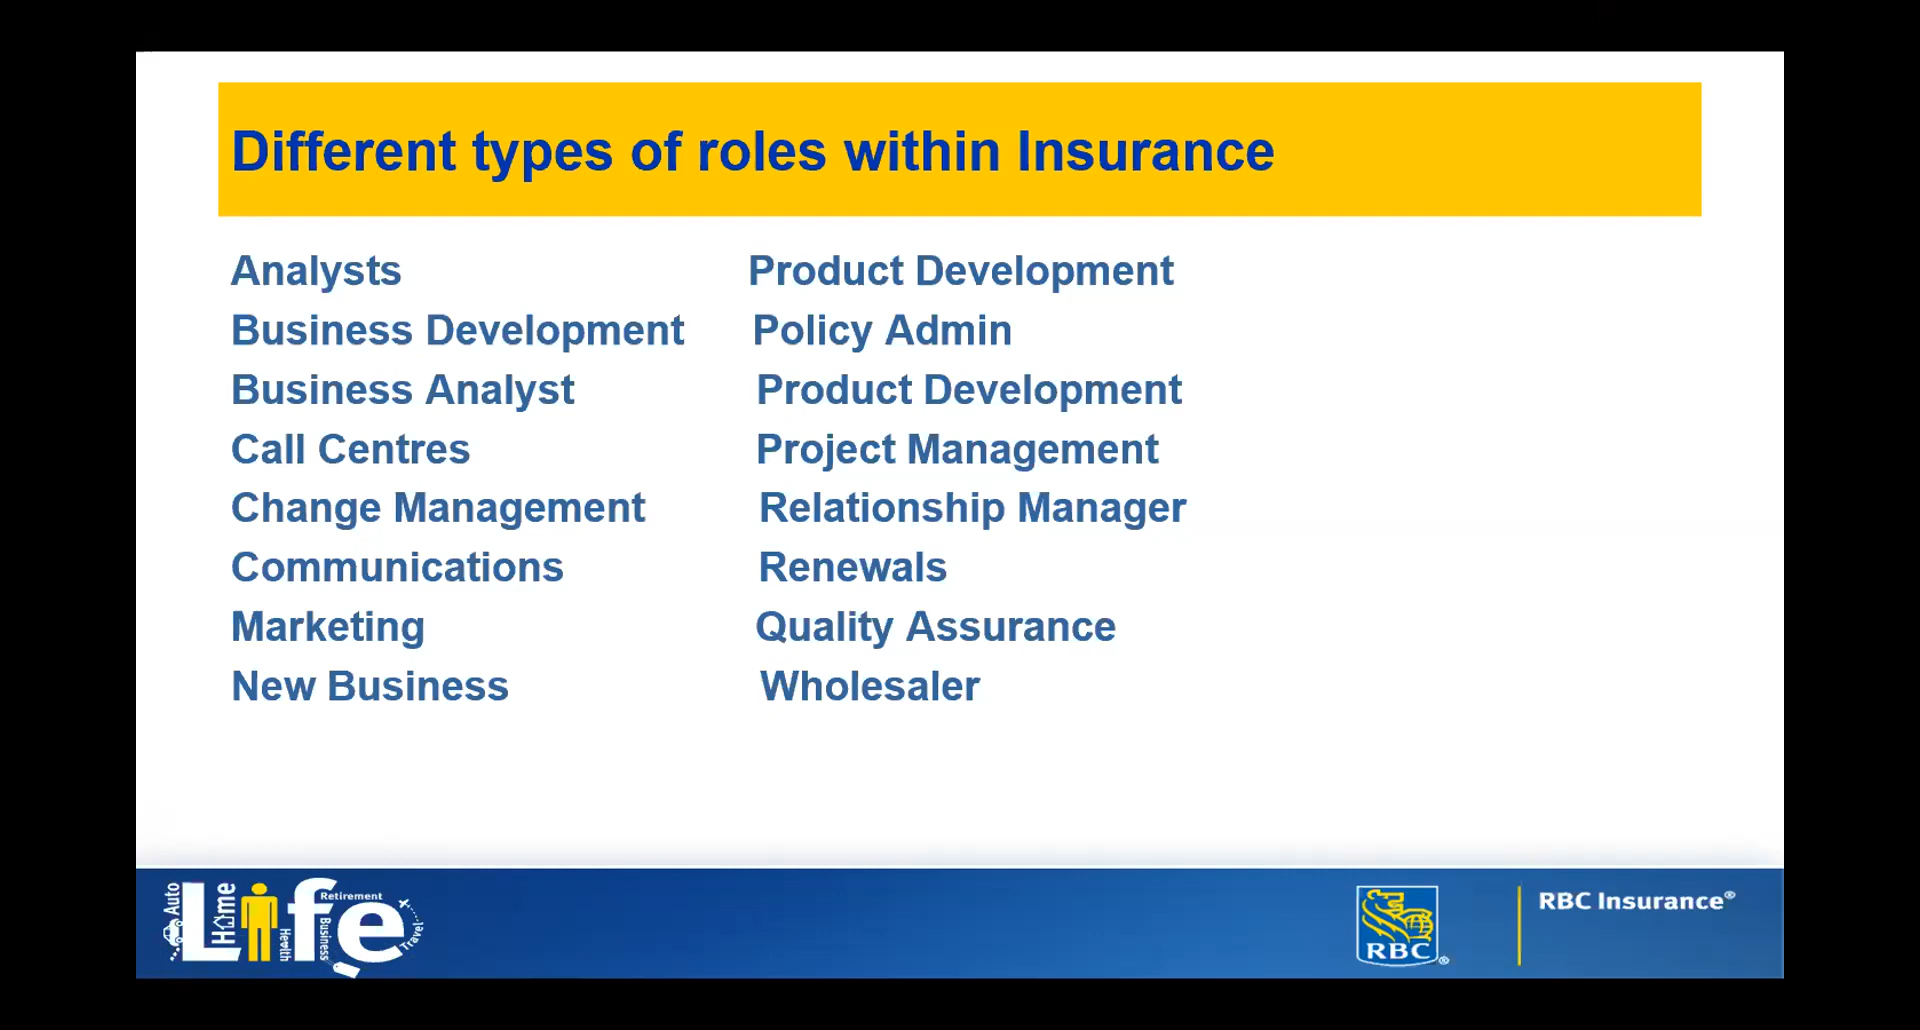 Different types of roles within Insurance
Analysts Product Development
Business Development Policy Admin
Business Analyst Product Development
Call Centres Project Management
Change Management Relationship Manager
Communications Renewals
Marketing Quality Assurance
New Business Wholesaler
Auto
Life
Home
Health
Retirement
Business
Travel
RBC®
RBC Insurance®